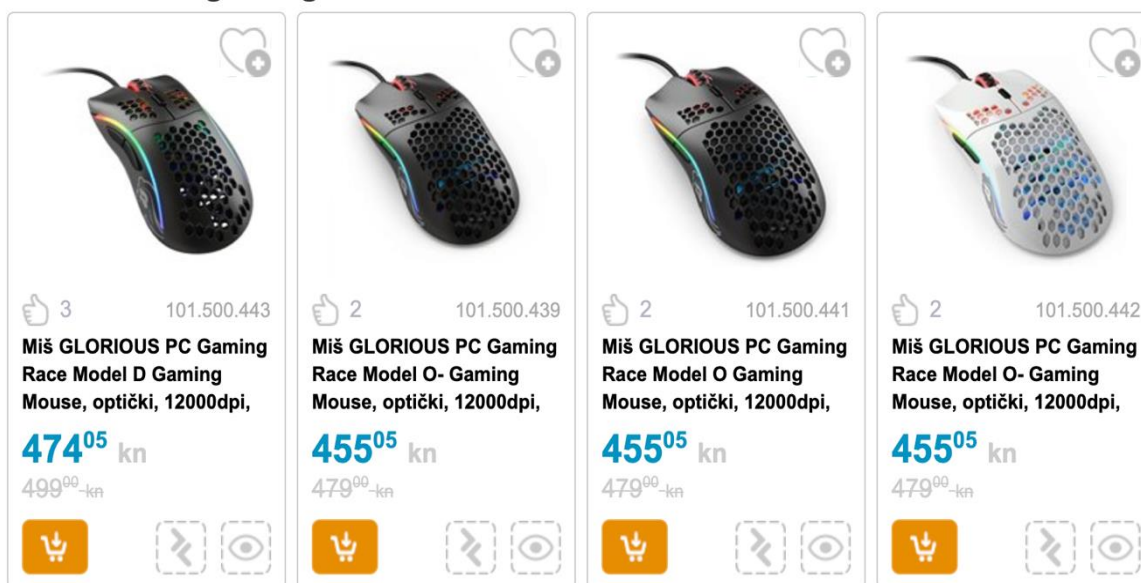 3 101.500.443
Miš GLORIOUS PC Gaming
Race Model D Gaming
Mouse, optički, 12000dpi,
474⁰⁵ kn
499⁰⁰ kn
2 101.500.439
Miš GLORIOUS PC Gaming
Race Model O- Gaming
Mouse, optički, 12000dpi,
455⁰⁵ kn
479⁰⁰ kn
2 101.500.441
Miš GLORIOUS PC Gaming
Race Model O Gaming
Mouse, optički, 12000dpi,
455⁰⁵ kn
479⁰⁰ kn
2 101.500.442
Miš GLORIOUS PC Gaming
Race Model O- Gaming
Mouse, optički, 12000dpi,
455⁰⁵ kn
479⁰⁰ kn